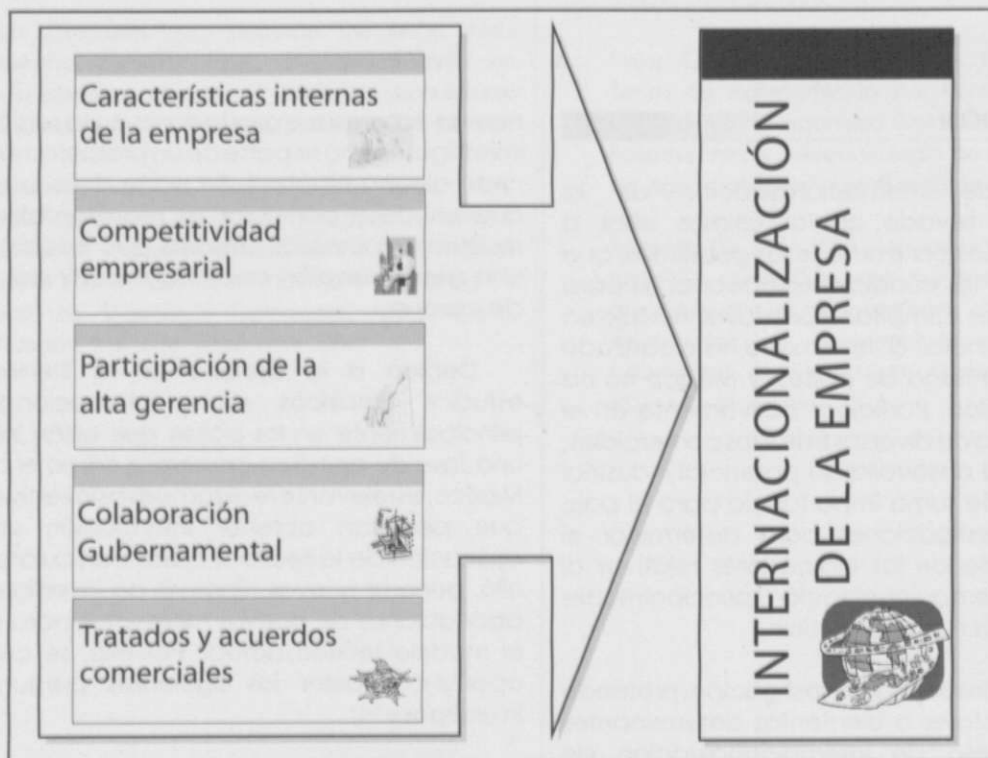 Características internas
de la empresa
Competitividad
empresarial
Participación de la
alta gerencia
Colaboración
Gubernamental
Tratados y acuerdos
comerciales
INTERNACIONALIZACIÓN
DE LA EMPRESA